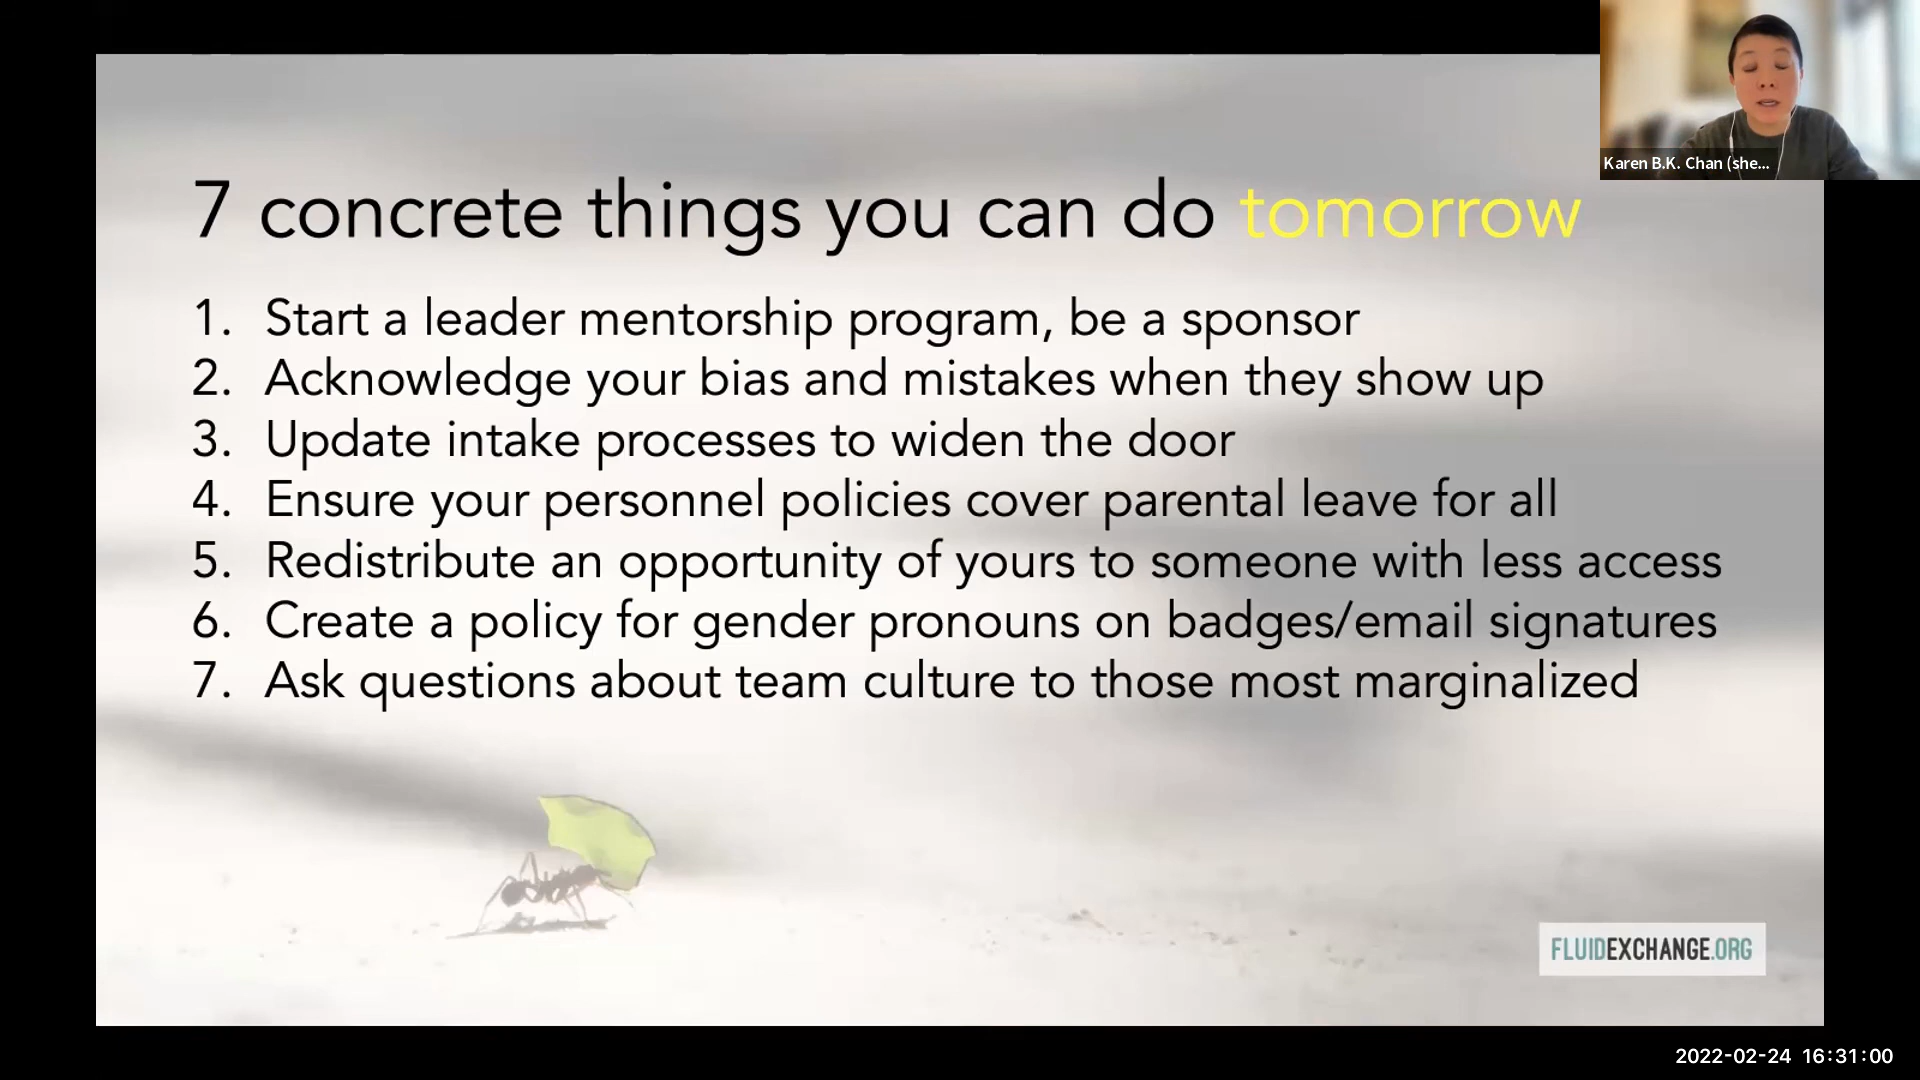 Karen B.K. Chan (she...
7 concrete things you can do tomorrow
1. Start a leader mentorship program, be a sponsor
2. Acknowledge your bias and mistakes when they show up
3. Update intake processes to widen the door
4. Ensure your personnel policies cover parental leave for all
5. Redistribute an opportunity of yours to someone with less access
6. Create a policy for gender pronouns on badges/email signatures
7. Ask questions about team culture to those most marginalized
FLUIDEXCHANGE.ORG
2022-02-24 16:31:00